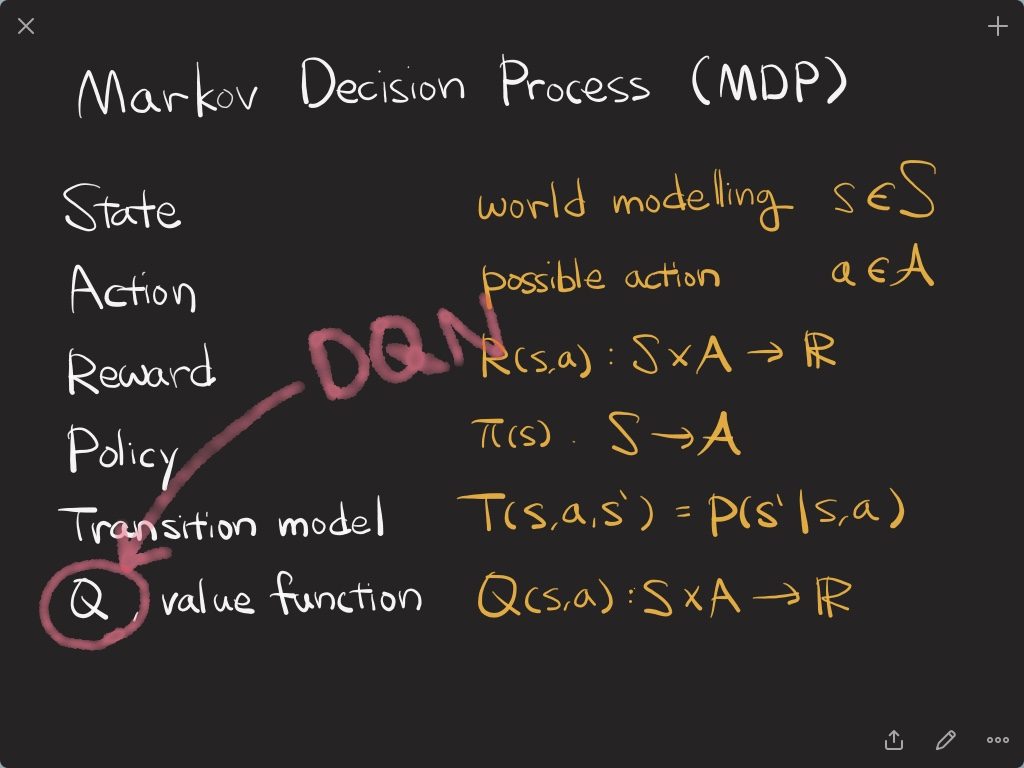 Markov Decision Process (MDP)
State world modelling s ∈ S
Action possible action a ∈ A
DQN
Reward R(s,a) : S × A → ℝ
Policy π(s) . S → A
Transition model T(s,a,s') = P(s'|s,a)
Q, value function Q(s,a) : S × A → ℝ